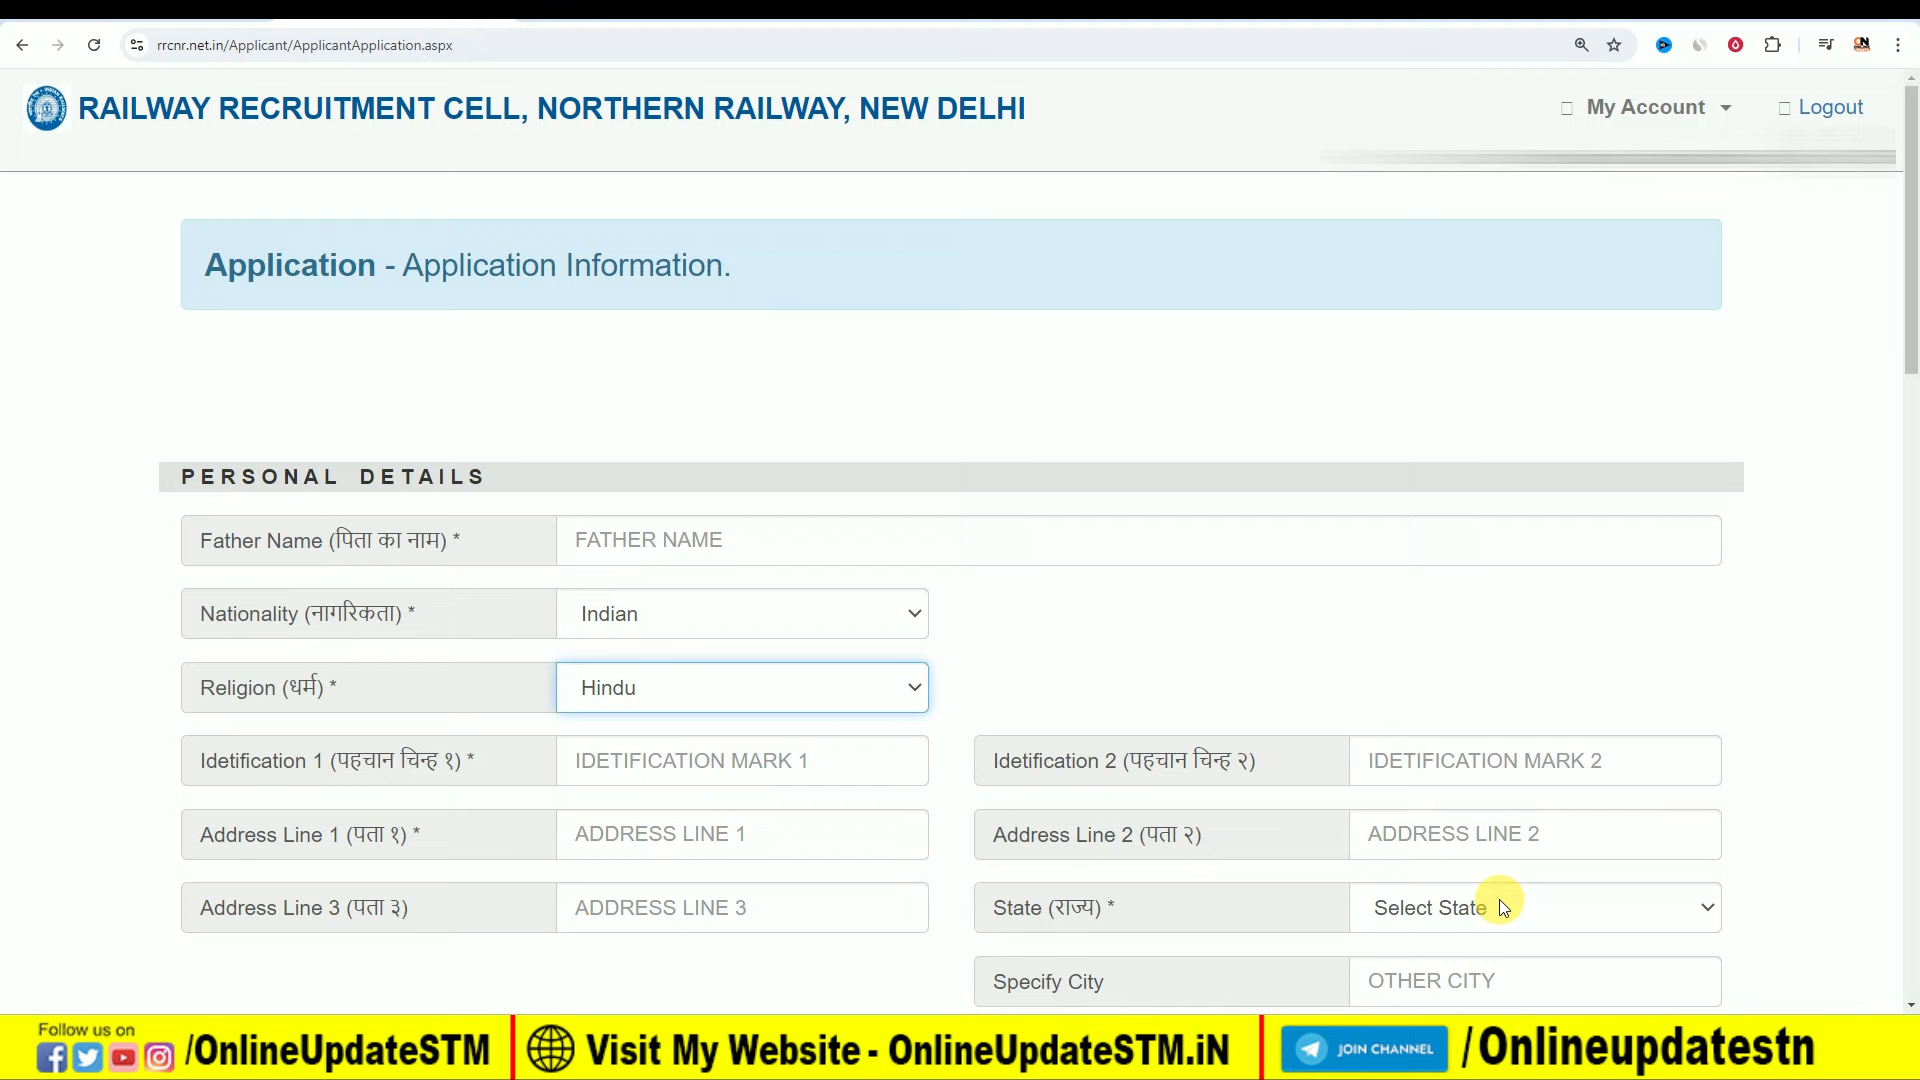 rrcnr.net.in/Applicant/ApplicantApplication.aspx
RAILWAY RECRUITMENT CELL, NORTHERN RAILWAY, NEW DELHI
My Account
Logout
Application - Application Information.
PERSONAL DETAILS
Father Name (पिता का नाम) * FATHER NAME
Nationality (नागरिकता) * Indian
Religion (धर्म) * Hindu
Idetification 1 (पहचान चिन्ह १) * IDETIFICATION MARK 1
Idetification 2 (पहचान चिन्ह २) IDETIFICATION MARK 2
Address Line 1 (पता १) * ADDRESS LINE 1
Address Line 2 (पता २) ADDRESS LINE 2
Address Line 3 (पता ३) ADDRESS LINE 3
State (राज्य) * Select State
Specify City OTHER CITY
Follow us on
/OnlineUpdateSTM
Visit My Website - OnlineUpdateSTM.iN
JOIN CHANNEL
/Onlineupdatestn